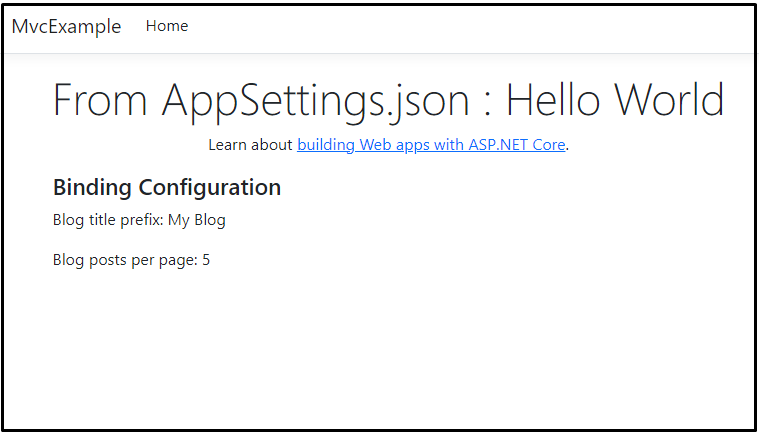 MvcExample Home
From AppSettings.json : Hello World
Learn about building Web apps with ASP.NET Core.
Binding Configuration
Blog title prefix: My Blog
Blog posts per page: 5